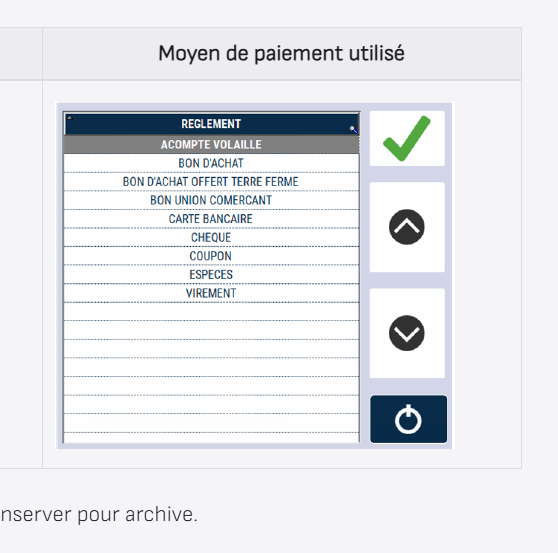 Moyen de paiement utilisé
REGLEMENT
ACOMPTE VOLAILLE
BON D'ACHAT
BON D'ACHAT OFFERT TERRE FERME
BON UNION COMERCANT
CARTE BANCAIRE
CHEQUE
COUPON
ESPECES
VIREMENT
nserver pour archive.